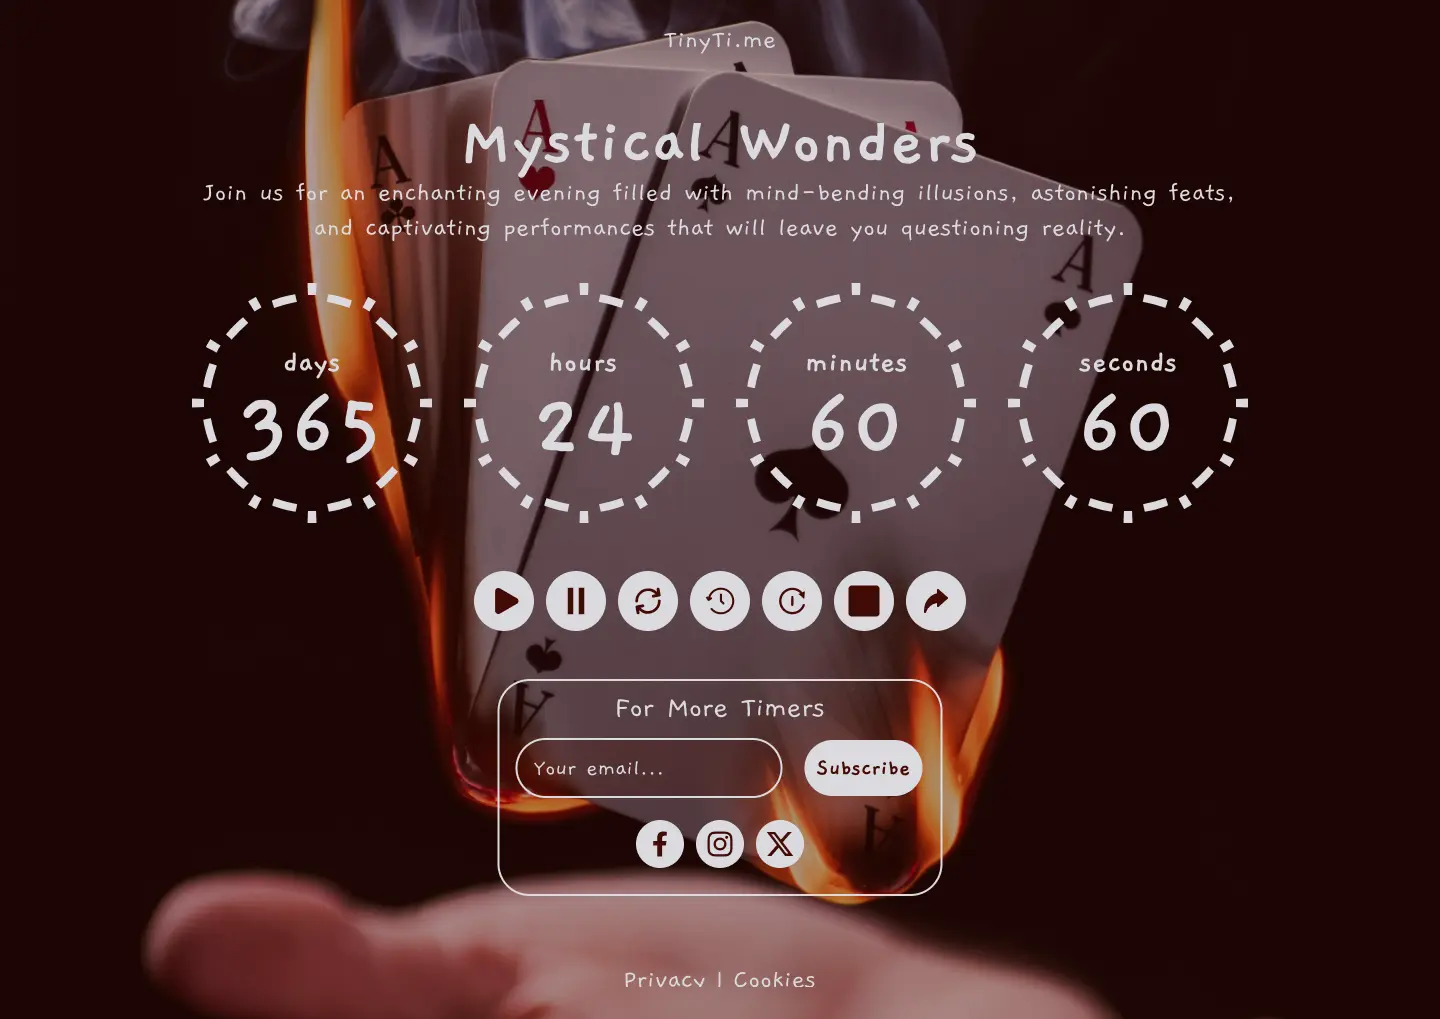 TinyTi.me
A
A
A
Mystical Wonders
Join us for an enchanting evening filled with mind-bending illusions, astonishing feats,
and captivating performances that will leave you questioning reality.
A
days
hours
minutes
seconds
365
24
60
60
A
For More Timers
Your email...
Subscribe
A
Privacy | Cookies